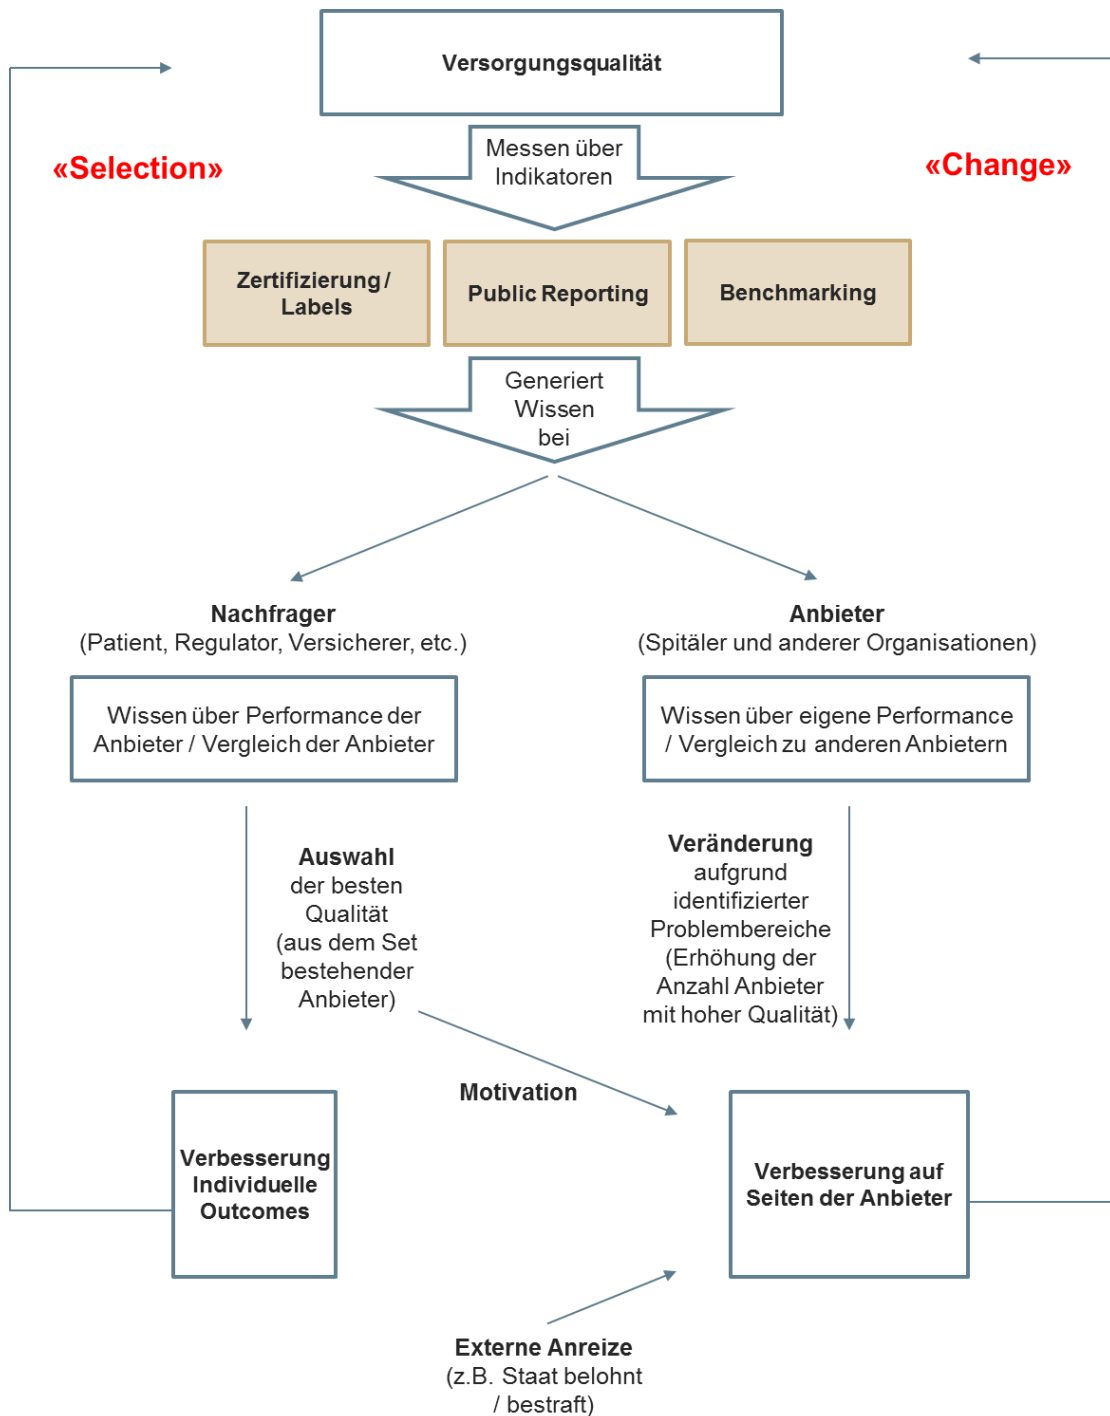 Versorgungsqualität
«Selection»
Messen über
Indikatoren
«Change»
Zertifizierung /
Labels
Public Reporting
Benchmarking
Generiert
Wissen
bei
Nachfrager
(Patient, Regulator, Versicherer, etc.)
Anbieter
(Spitäler und anderer Organisationen)
Wissen über Performance der
Anbieter / Vergleich der Anbieter
Wissen über eigene Performance
/ Vergleich zu anderen Anbietern
Auswahl
der besten
Qualität
(aus dem Set
bestehender
Anbieter)
Veränderung
aufgrund
identifizierter
Problembereiche
(Erhöhung der
Anzahl Anbieter
mit hoher Qualität)
Motivation
Verbesserung
Individuelle
Outcomes
Verbesserung auf
Seiten der Anbieter
Externe Anreize
(z.B. Staat belohnt
/ bestraft)